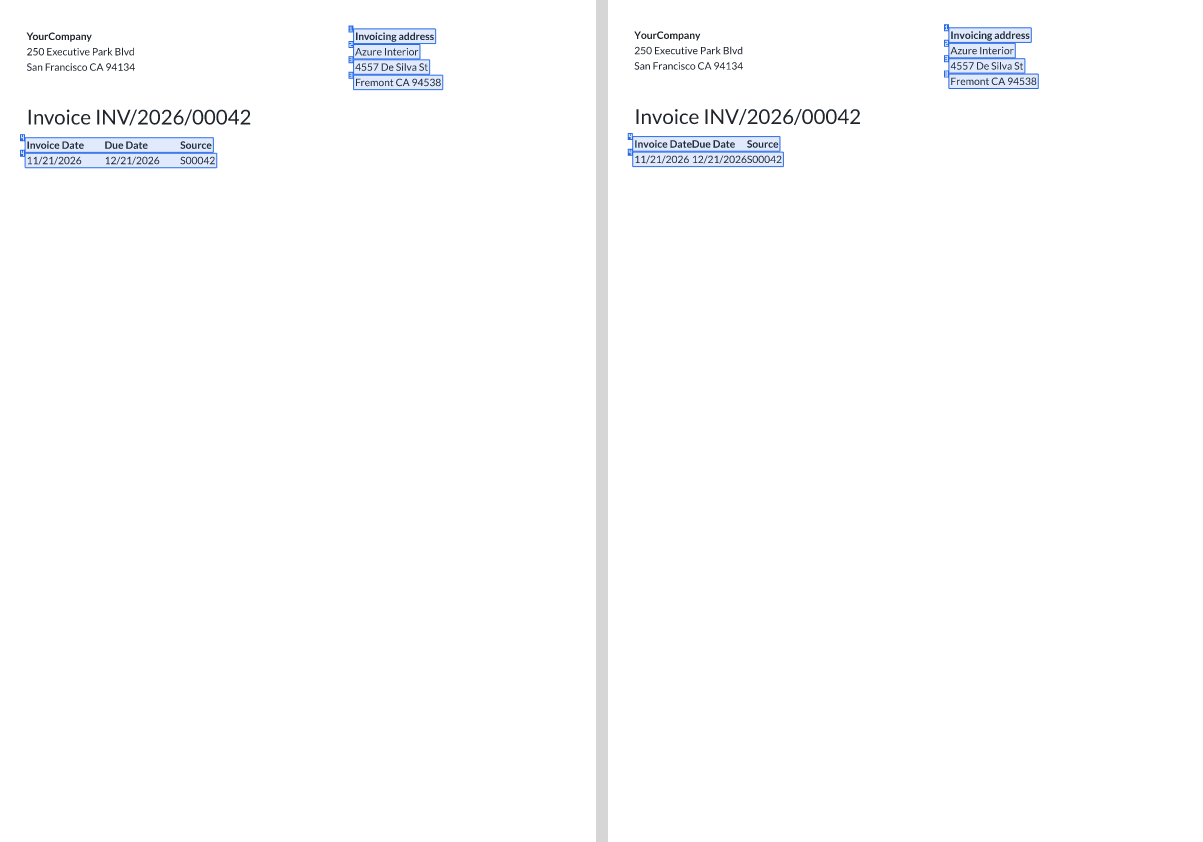 YourCompany
250 Executive Park Blvd
San Francisco CA 94134
Invoicing address
Azure Interior
4557 De Silva St
Fremont CA 94538
Invoice INV/2026/00042
Invoice Date Due Date Source
11/21/2026 12/21/2026 S00042
YourCompany
250 Executive Park Blvd
San Francisco CA 94134
Invoicing address
Azure Interior
4557 De Silva St
Fremont CA 94538
Invoice INV/2026/00042
Invoice DateDue Date Source
11/21/2026 12/21/2026S00042